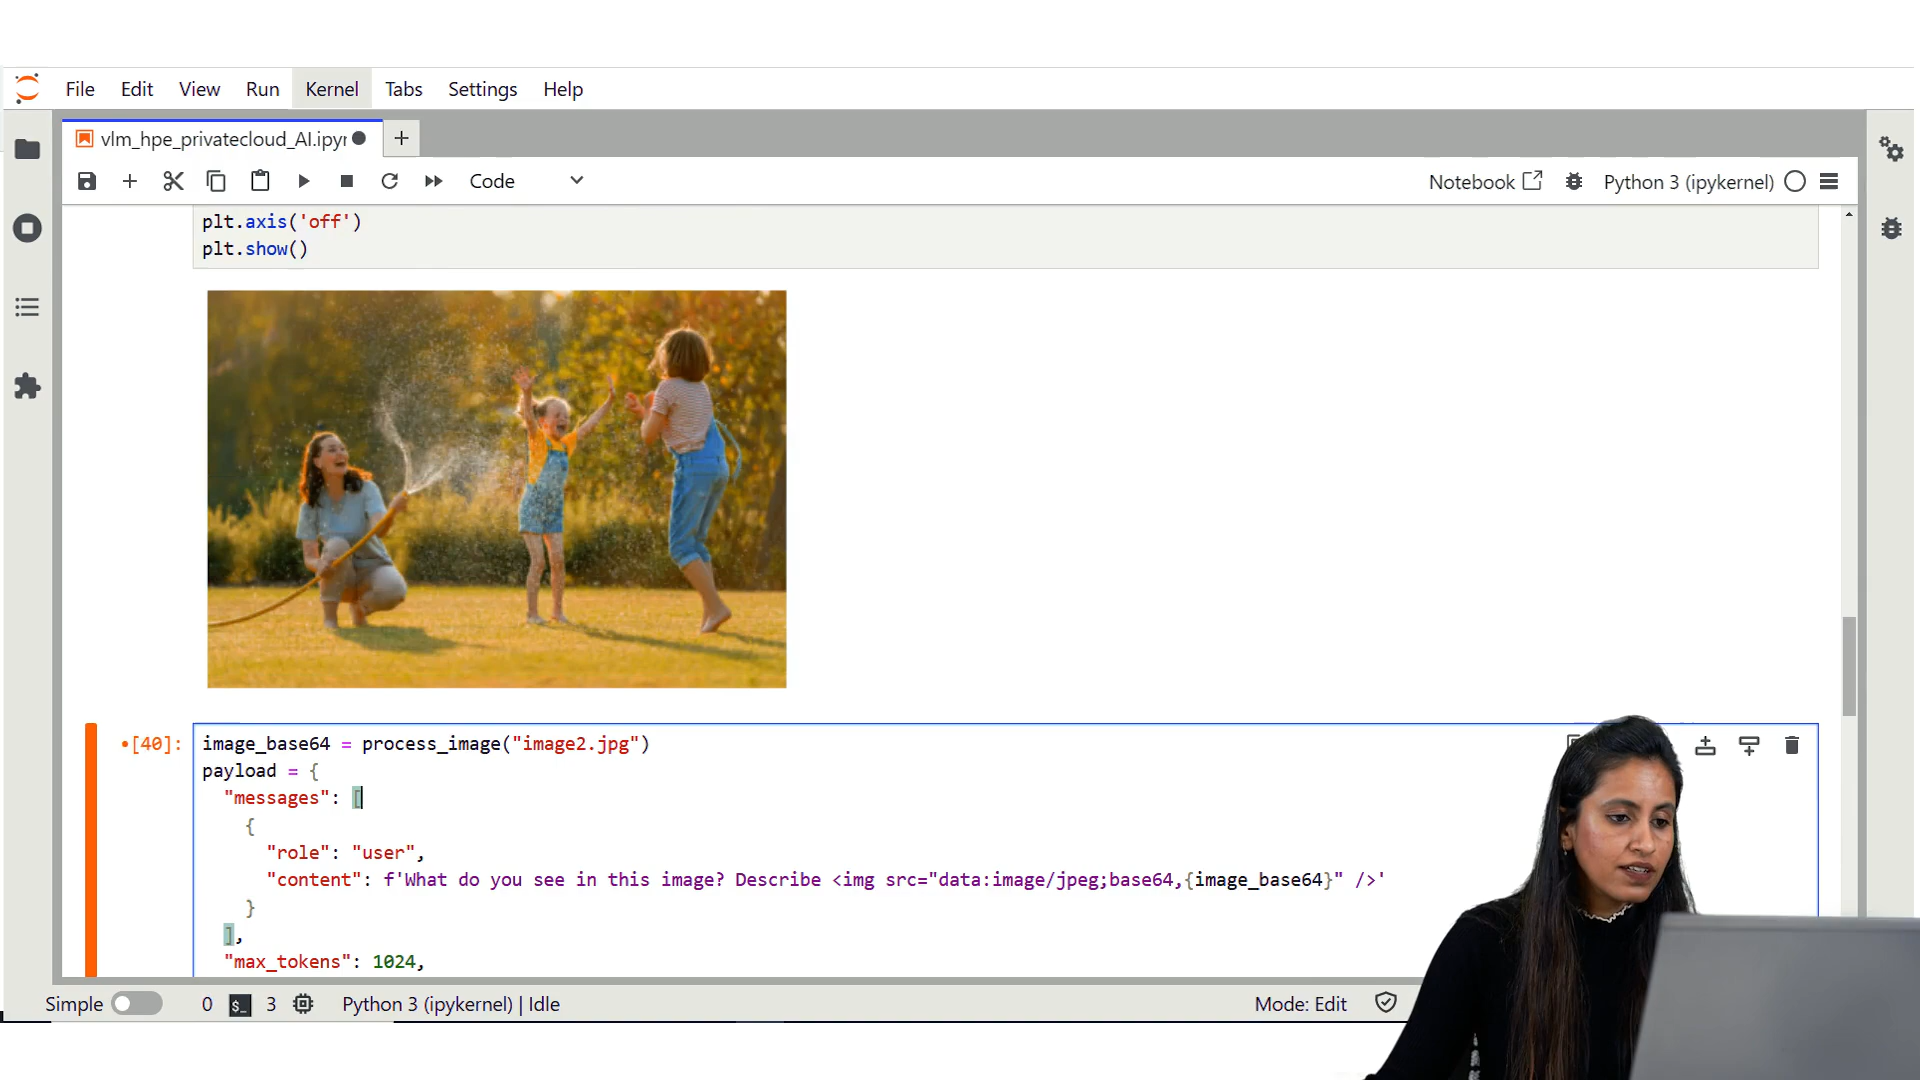 File Edit View Run Kernel Tabs Settings Help
vlm_hpe_privatecloud_AI.ipyr
Code
Notebook
Python 3 (ipykernel)
plt.axis('off')
plt.show()
[40]:
image_base64 = process_image("image2.jpg")
payload = {
"messages": [
{
"role": "user",
"content": f'What do you see in this image? Describe <img src="data:image/jpeg;base64,{image_base64}" />'
}
],
"max_tokens": 1024,
Simple 0 $_ 3 Python 3 (ipykernel) | Idle Mode: Edit